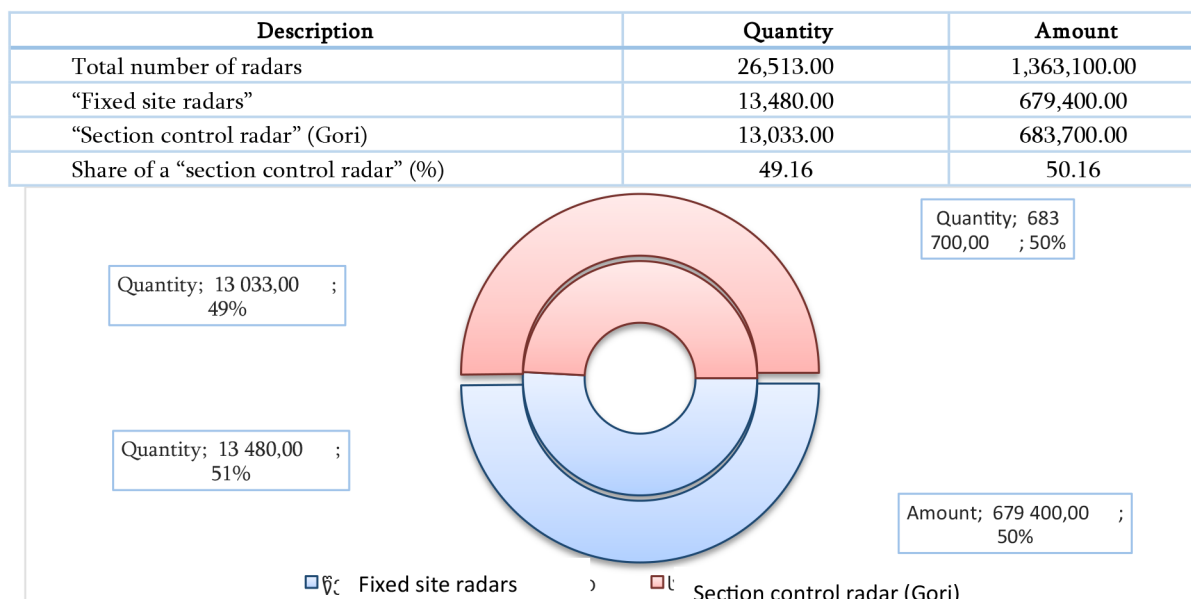 Description Quantity Amount
Total number of radars 26,513.00 1,363,100.00
“Fixed site radars” 13,480.00 679,400.00
“Section control radar” (Gori) 13,033.00 683,700.00
Share of a “section control radar” (%) 49.16 50.16
Quantity; 683
700,00 ; 50%
Quantity; 13 033,00 ;
49%
Quantity; 13 480,00 ;
51%
Amount; 679 400,00 ;
50%
Fixed site radars
Section control radar (Gori)